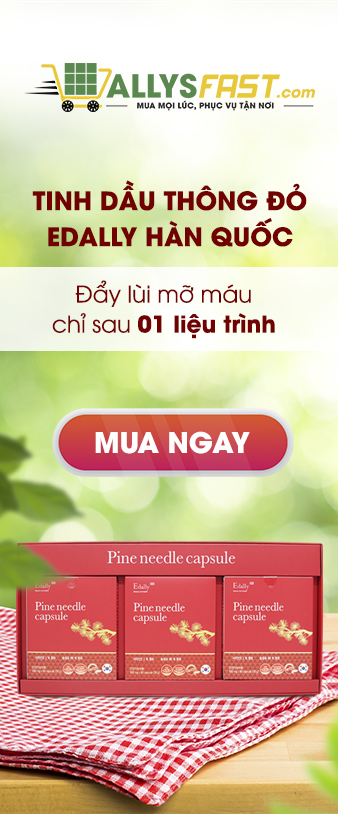 ALLYSFAST.com
MUA MỌI LÚC, PHỤC VỤ TẬN NƠI
TINH DẦU THÔNG ĐỎ
EDALLY HÀN QUỐC
Đẩy lùi mỡ máu
chỉ sau 01 liệu trình
MUA NGAY
Pine needle capsule
Edally
Pine needle
capsule
Edally
Pine needle
capsule
Edally
Pine needle
capsule